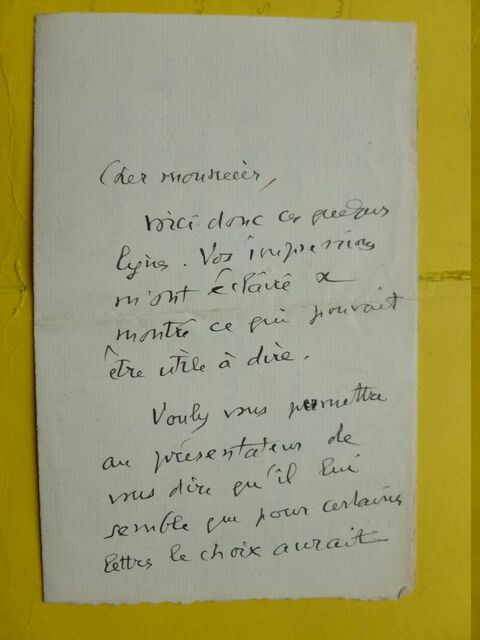 Cher monsieur,
voici donc ces quelques
lignes. Vos impressions
m'ont éclairé &
montré ce qui pouvait
être utile à dire.
Voulez vous permettre
au présentateur de
vous dire qu'il lui
semble que pour certaines
lettres le choix aurait